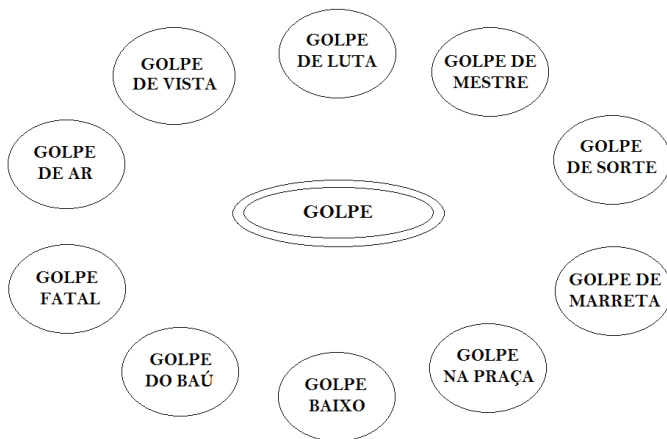 GOLPE
DE LUTA
GOLPE
DE VISTA
GOLPE DE
MESTRE
GOLPE
DE AR
GOLPE
DE SORTE
GOLPE
GOLPE
FATAL
GOLPE DE
MARRETA
GOLPE
DO BAÚ
GOLPE
BAIXO
GOLPE
NA PRAÇA